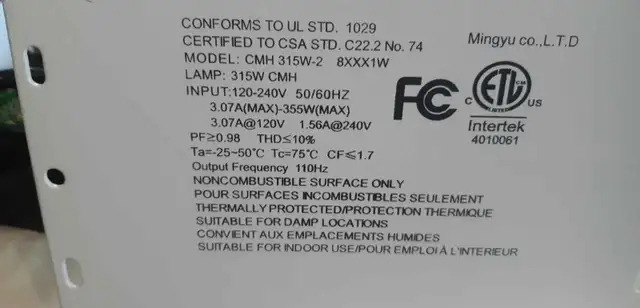 CONFORMS TO UL STD. 1029
CERTIFIED TO CSA STD. C22.2 No. 74
MODEL: CMH 315W-2 8XXX1W
LAMP: 315W CMH
INPUT:120-240V 50/60HZ
3.07A(MAX)-355W(MAX)
3.07A@120V 1.56A@240V
PF≥0.98 THD≤10%
Ta=-25~50℃ Tc=75℃ CF≤1.7
Output Frequency 110Hz
NONCOMBUSTIBLE SURFACE ONLY
POUR SURFACES INCOMBUSTIBLES SEULEMENT
THERMALLY PROTECTED/PROTECTION THERMIQUE
SUITABLE FOR DAMP LOCATIONS
CONVIENT AUX EMPLACEMENTS HUMIDES
SUITABLE FOR INDOOR USE/POUR EMPLOI À L'INTERIEUR
Mingyu co.,L.T.D
FC
C ETL US
Intertek
4010061